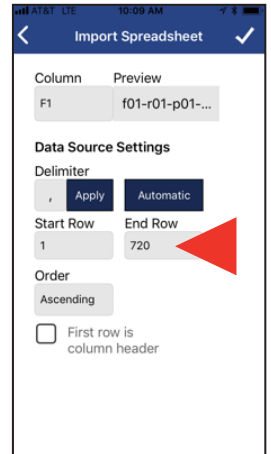 AT&T LTE 10:09 AM
Import Spreadsheet
Column Preview
F1 f01-r01-p01-...
Data Source Settings
Delimiter
, Apply Automatic
Start Row End Row
1 720
Order
Ascending
First row is
column header